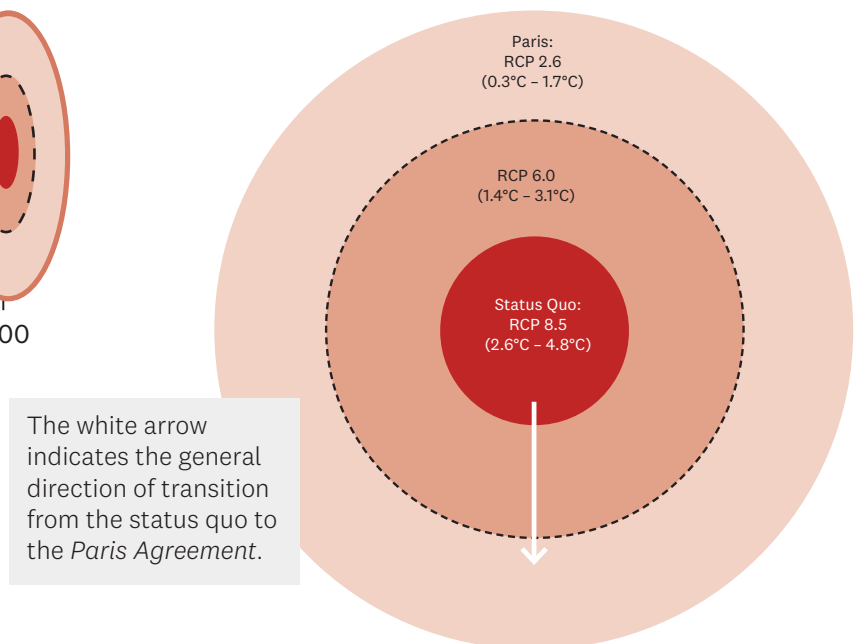 Paris:
RCP 2.6
(0.3°C – 1.7°C)
RCP 6.0
(1.4°C – 3.1°C)
Status Quo:
RCP 8.5
(2.6°C – 4.8°C)
00
The white arrow
indicates the general
direction of transition
from the status quo to
the Paris Agreement.